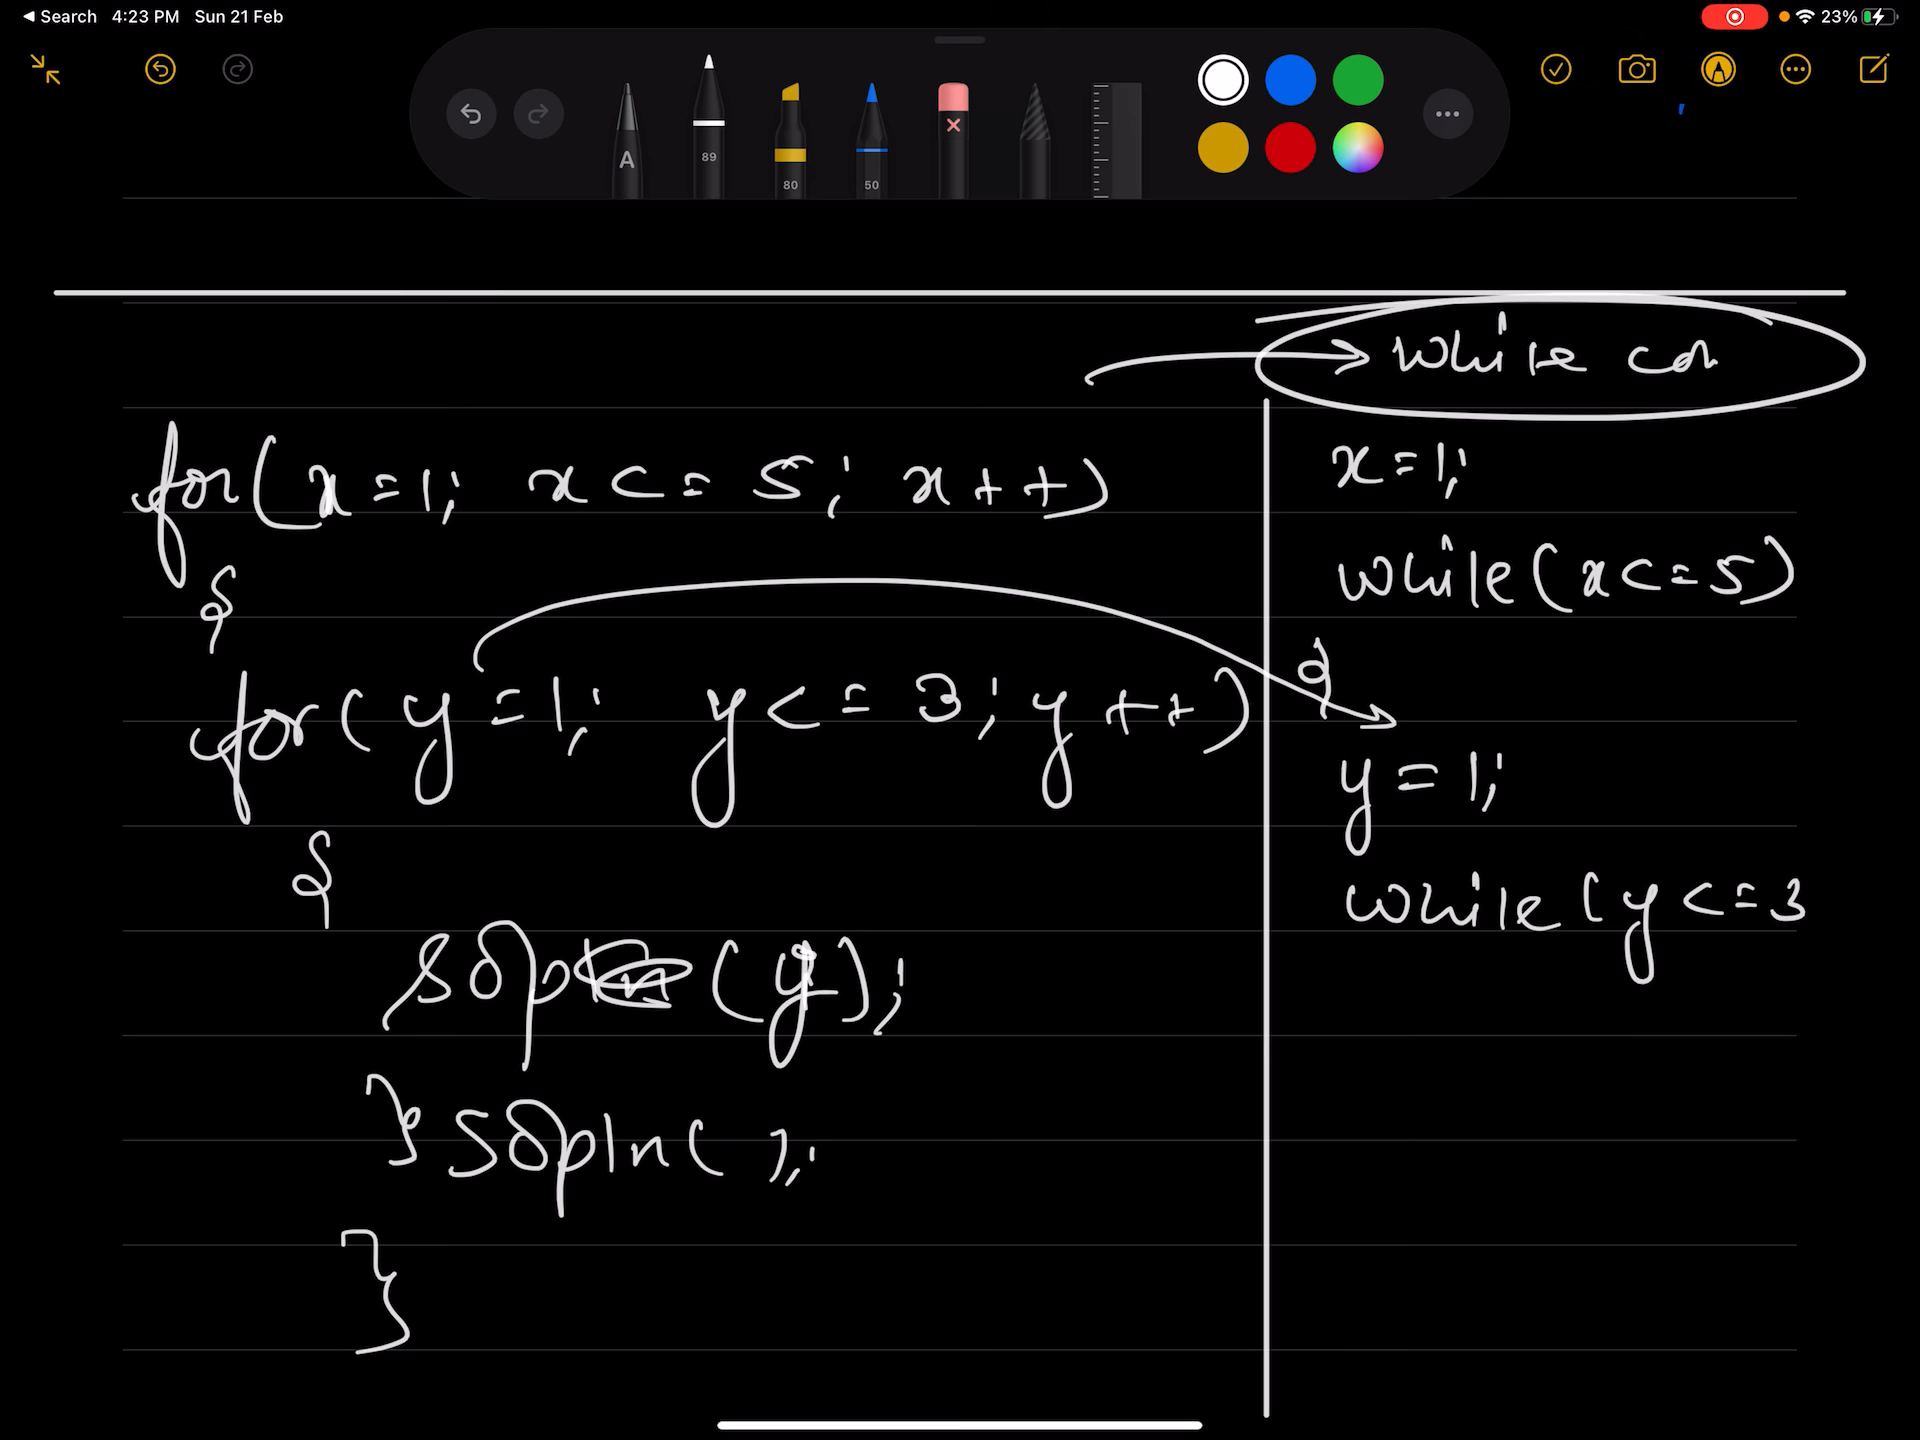 Search 4:23 PM Sun 21 Feb 23%
A 89 80 50
while con
for(x=1; x<=5; x++)
{
for(y=1; y<=3; y++)
{
SOp (y);
} SOpln( );
}
x=1;
while(x<=5)
{
y=1;
while(y<=3